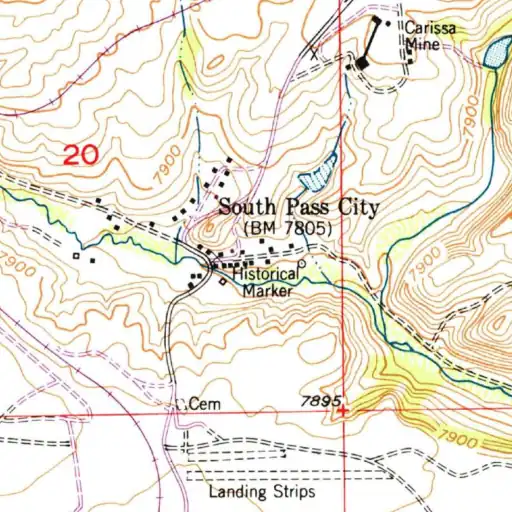 Carissa
Mine
7900
20
7900
South Pass City
(BM 7805)
7900
7900
Historical
Marker
Cem
7895
7900
Landing Strips